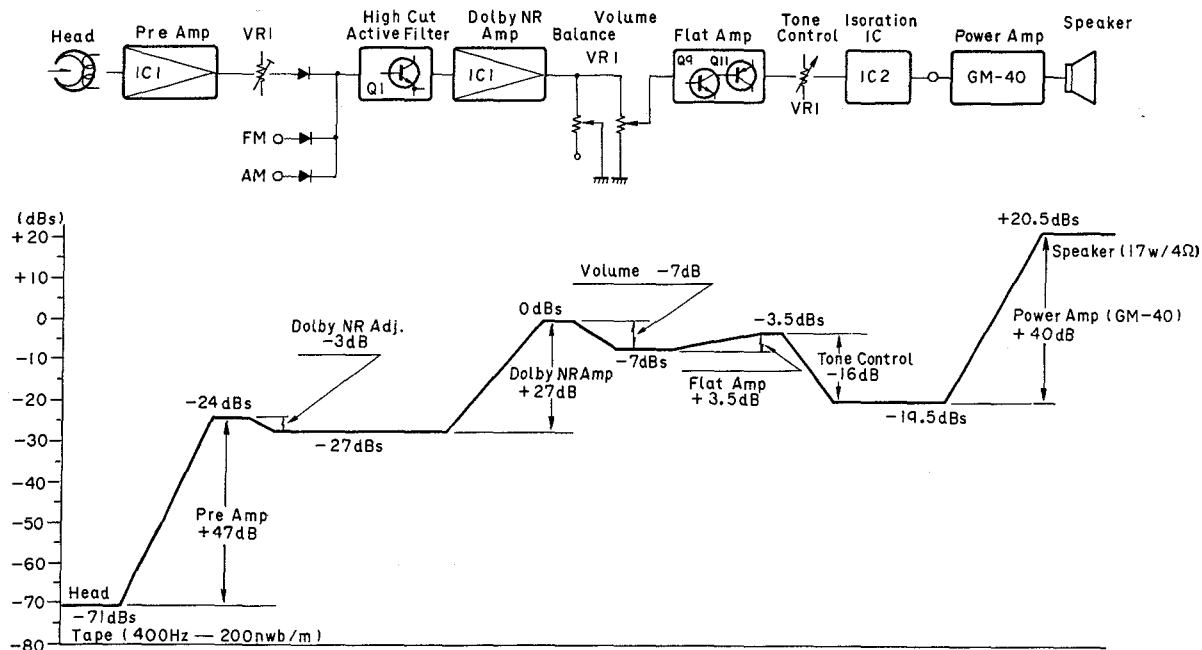 Head
Pre Amp
IC1
VR1
High Cut
Active Filter
Q1
Dolby NR
Amp
IC1
Balance
Volume
VR1
Flat Amp
Q9 Q11
Tone
Control
VR1
Isoration
IC
IC2
Power Amp
GM-40
Speaker
FM
AM
(dBs)
+20
+10
0
-10
-20
-30
-40
-50
-60
-70
-80
Head
-71dBs
Tape (400Hz — 200nwb/m)
Pre Amp
+47dB
-24dBs
Dolby NR Adj.
-3dB
-27dBs
Dolby NR Amp
+27dB
0dBs
Volume -7dB
-7dBs
Flat Amp
+3.5dB
-3.5dBs
Tone Control
-16dB
-19.5dBs
+20.5dBs
Speaker (17w/4Ω)
Power Amp (GM-40)
+40dB